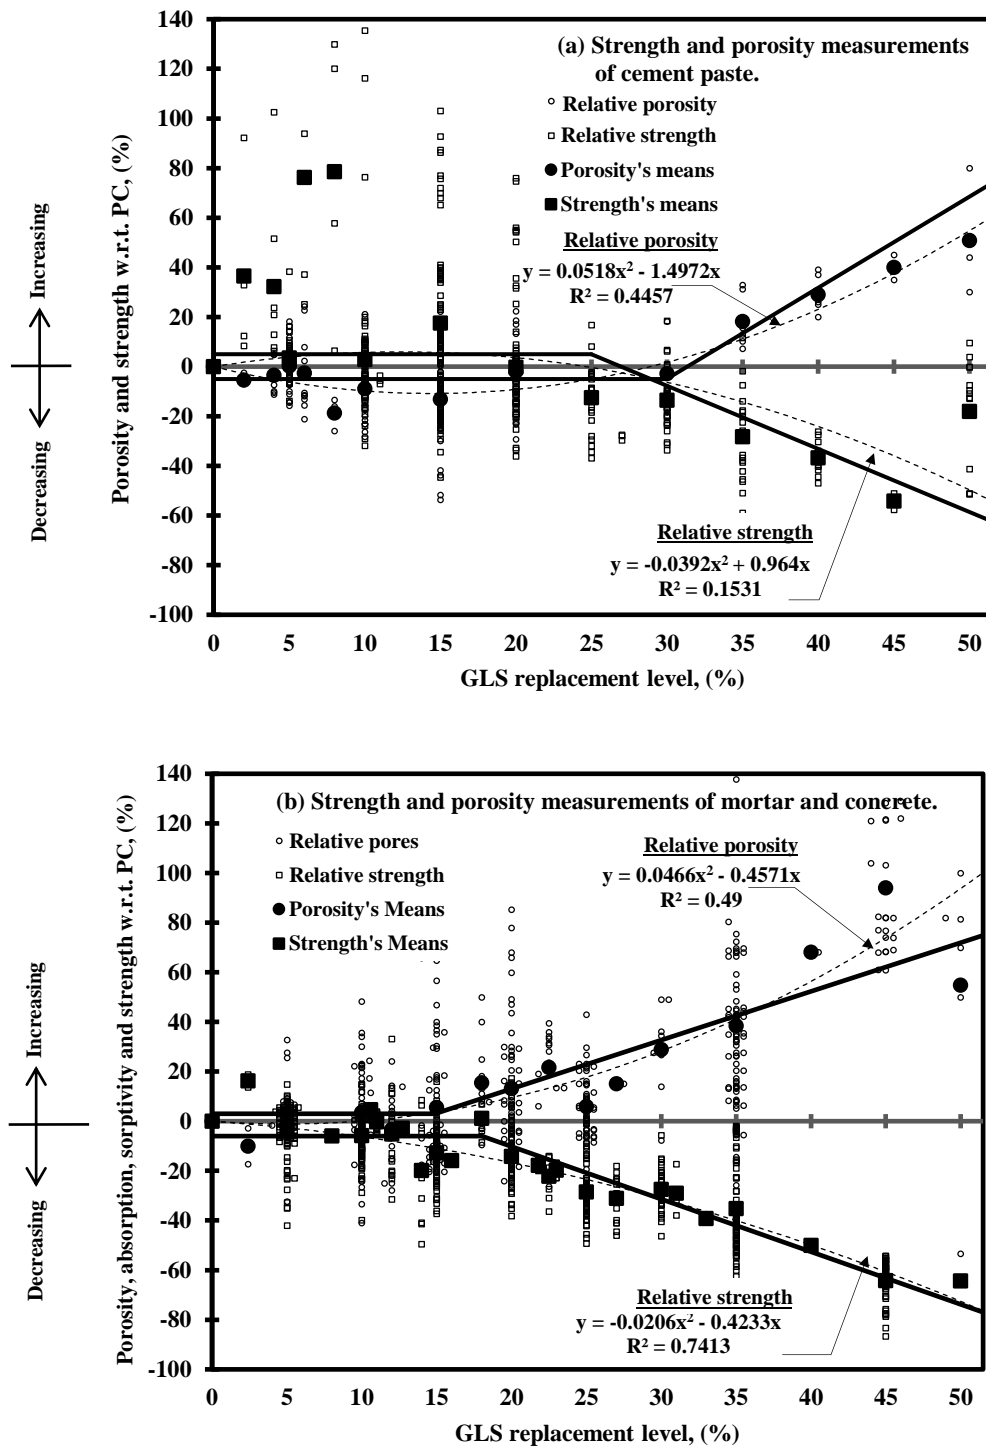 140
120
100
80
60
40
20
0
-20
-40
-60
-80
-100
Porosity and strength w.r.t. PC, (%)
Increasing
Decreasing
(a) Strength and porosity measurements
of cement paste.
Relative porosity
Relative strength
Porosity's means
Strength's means
Relative porosity
y = 0.0518x² - 1.4972x
R² = 0.4457
Relative strength
y = -0.0392x² + 0.964x
R² = 0.1531
0 5 10 15 20 25 30 35 40 45 50
GLS replacement level, (%)
140
120
100
80
60
40
20
0
-20
-40
-60
-80
-100
Porosity, absorption, sorptivity and strength w.r.t. PC, (%)
Increasing
Decreasing
(b) Strength and porosity measurements of mortar and concrete.
Relative pores
Relative strength
Porosity's Means
Strength's Means
Relative porosity
y = 0.0466x² - 0.4571x
R² = 0.49
Relative strength
y = -0.0206x² - 0.4233x
R² = 0.7413
0 5 10 15 20 25 30 35 40 45 50
GLS replacement level, (%)